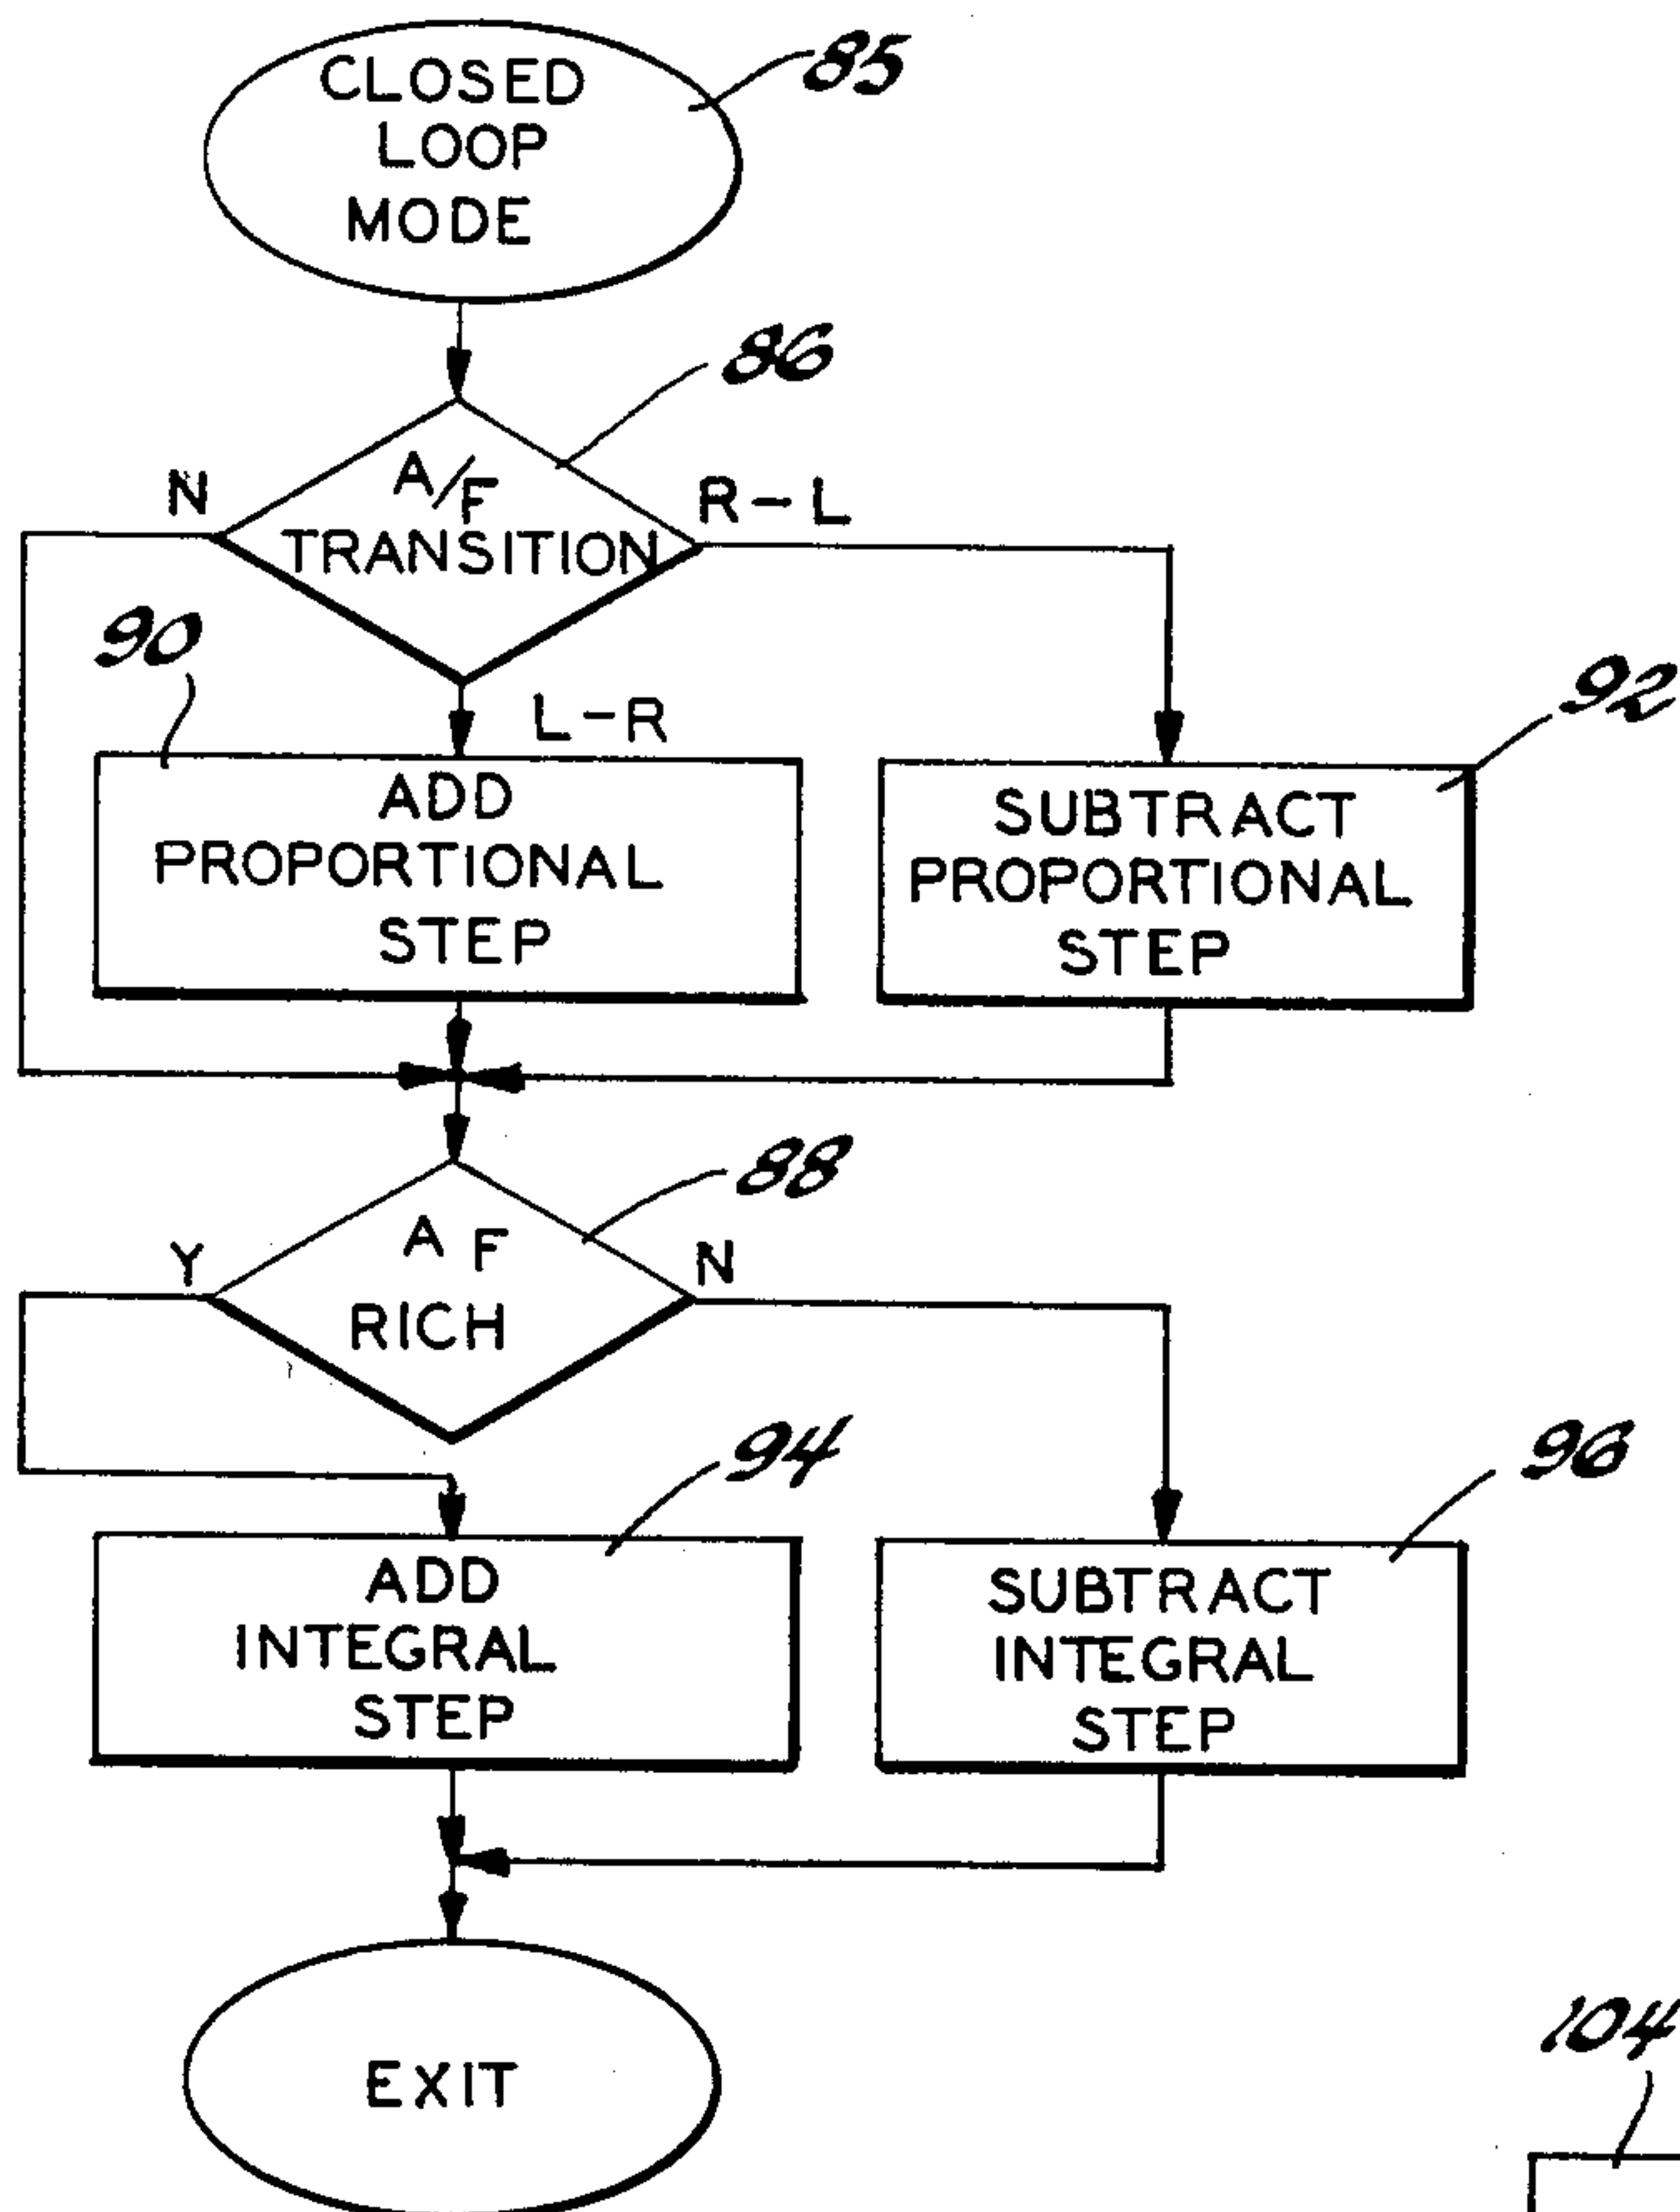 CLOSED
LOOP
MODE
85
86
A/F
TRANSITION
N
R-L
L-R
90
ADD
PROPORTIONAL
STEP
92
SUBTRACT
PROPORTIONAL
STEP
88
A F
RICH
Y
N
94
ADD
INTEGRAL
STEP
96
SUBTRACT
INTEGRAL
STEP
EXIT
104